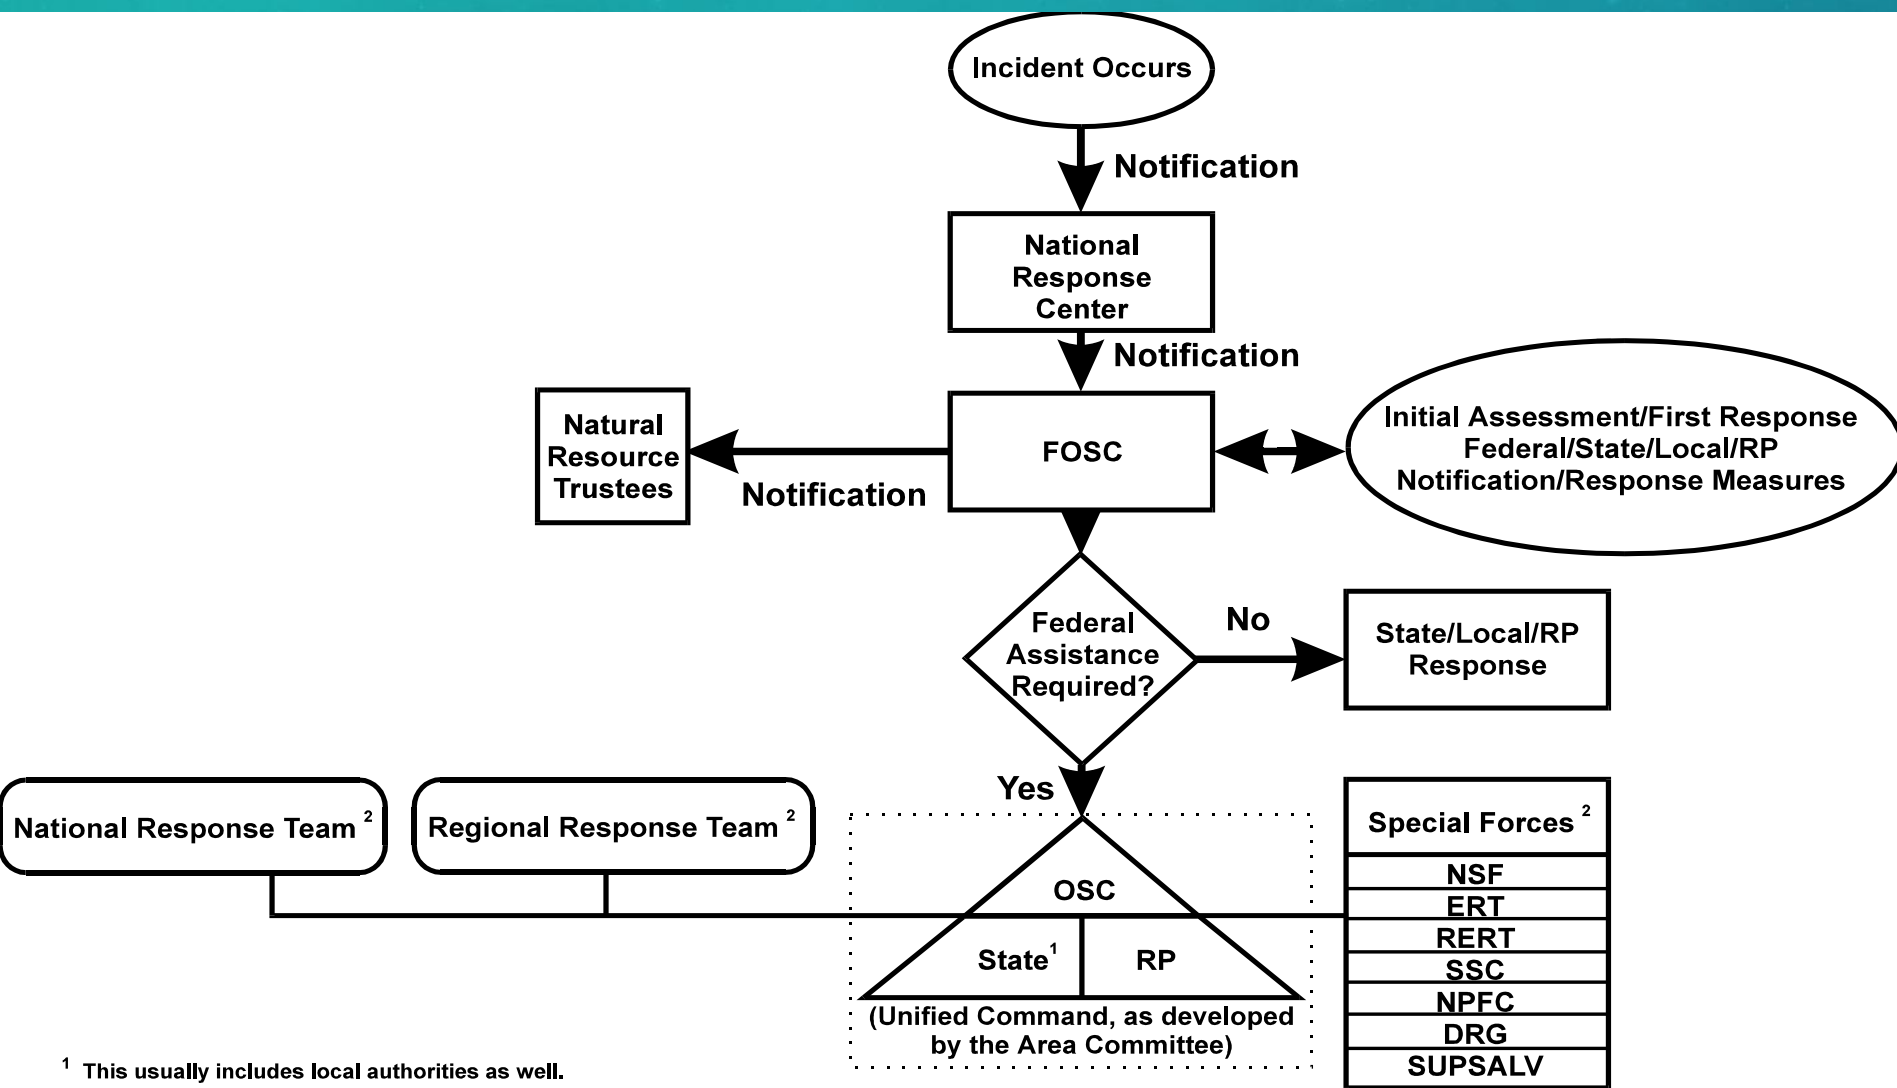 Incident Occurs
Notification
National
Response
Center
Notification
Natural
Resource
Trustees
Notification
FOSC
Initial Assessment/First Response
Federal/State/Local/RP
Notification/Response Measures
Federal
Assistance
Required?
No
State/Local/RP
Response
Yes
National Response Team ²
Regional Response Team ²
OSC
State¹
RP
(Unified Command, as developed
by the Area Committee)
Special Forces ²
NSF
ERT
RERT
SSC
NPFC
DRG
SUPSALV
¹ This usually includes local authorities as well.